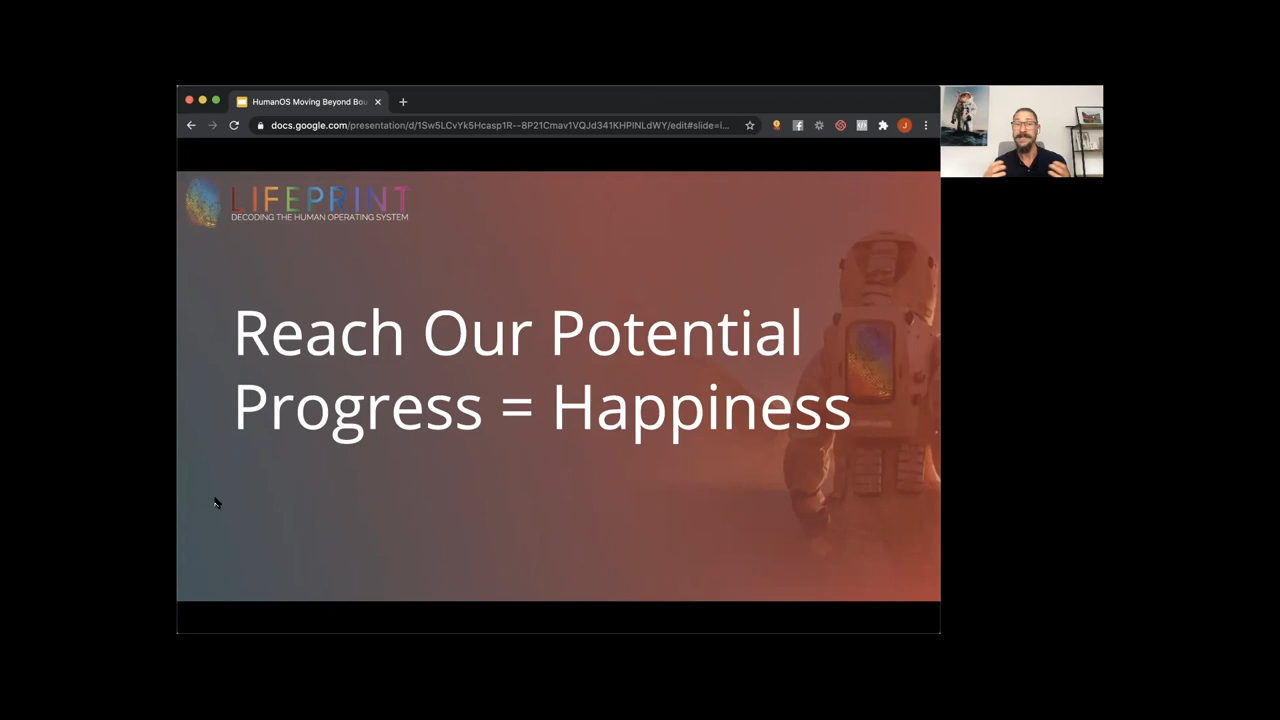 HumanOS Moving Beyond Bou
docs.google.com/presentation/d/1Sw5LCvYk5Hcasp1R--8P21Cmav1VQJd341KHPINLdWY/edit#slide=i...
J
LIFEPRINT
DECODING THE HUMAN OPERATING SYSTEM
Reach Our Potential
Progress = Happiness